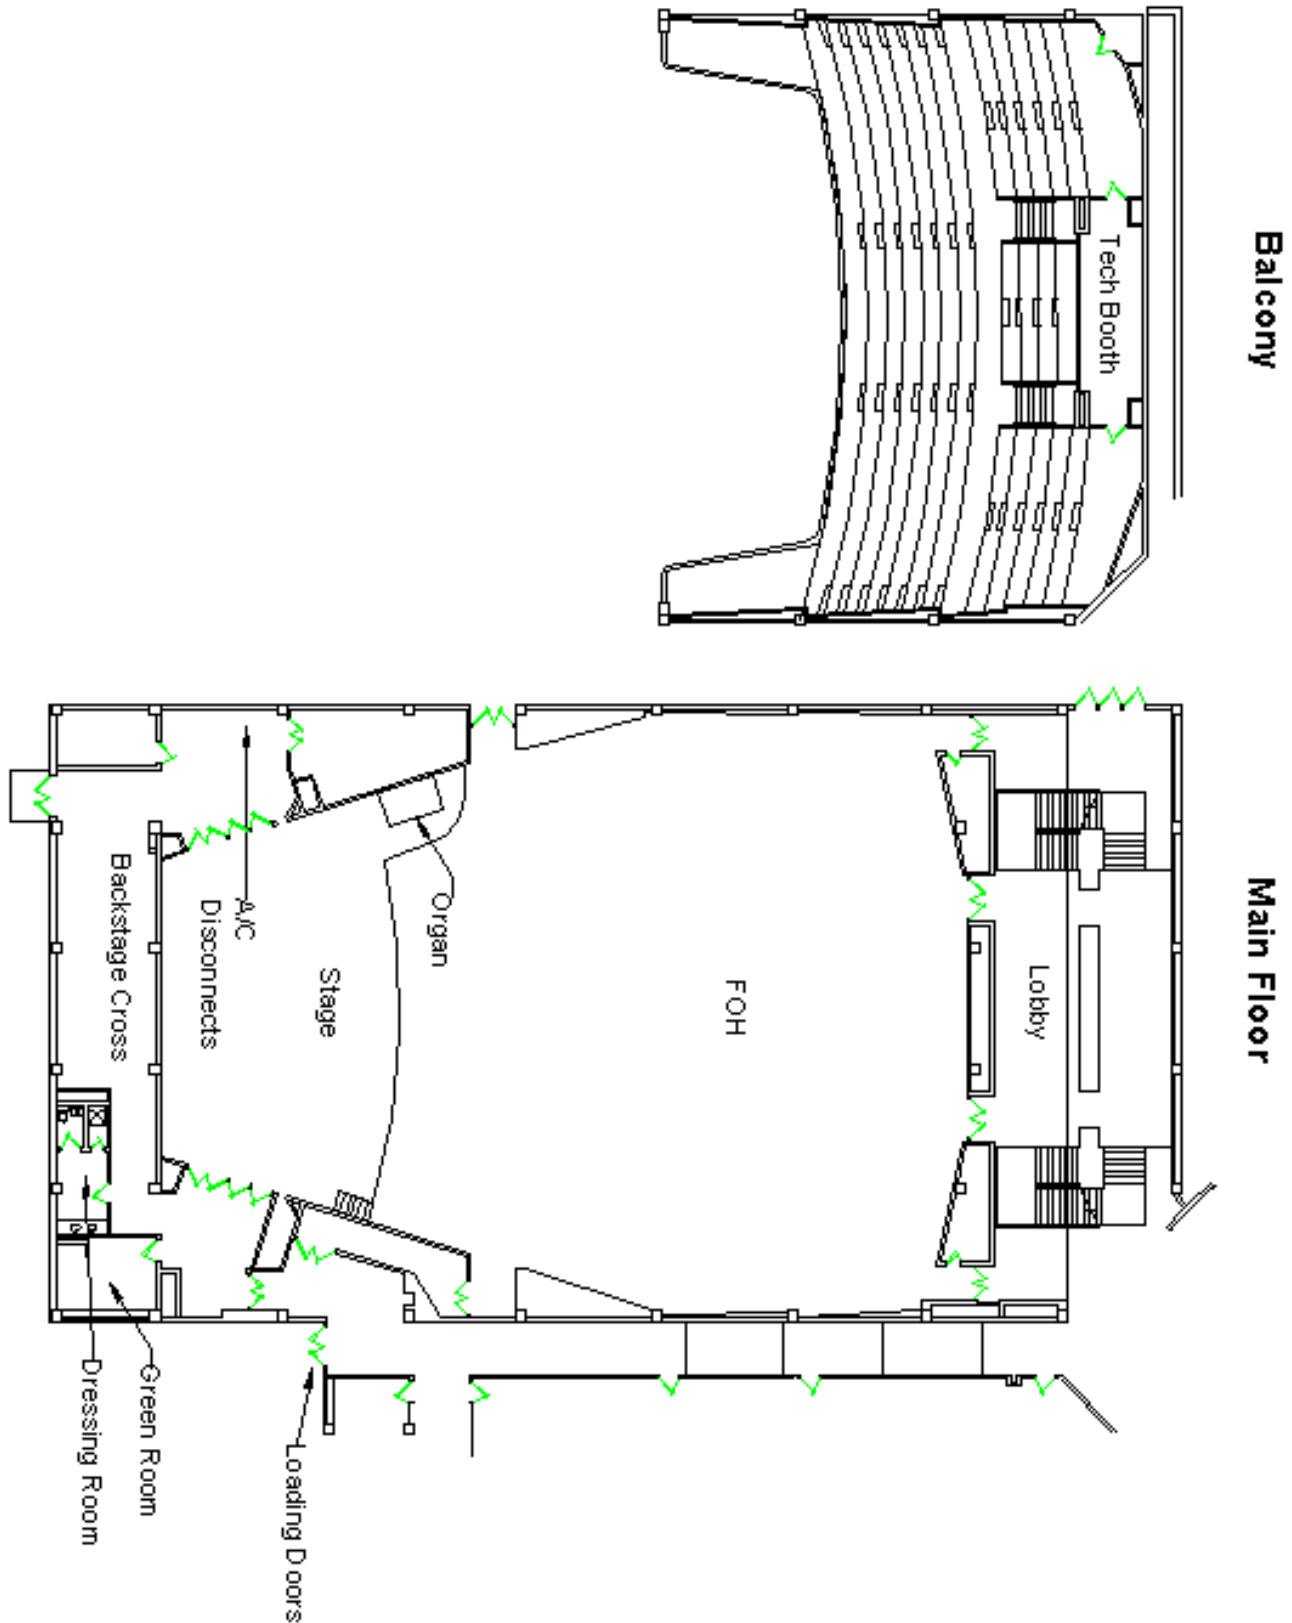 Balcony
Tech Booth
Main Floor
Lobby
FOH
Organ
Stage
A/C
Disconnects
Backstage Cross
Loading Doors
Green Room
Dressing Room